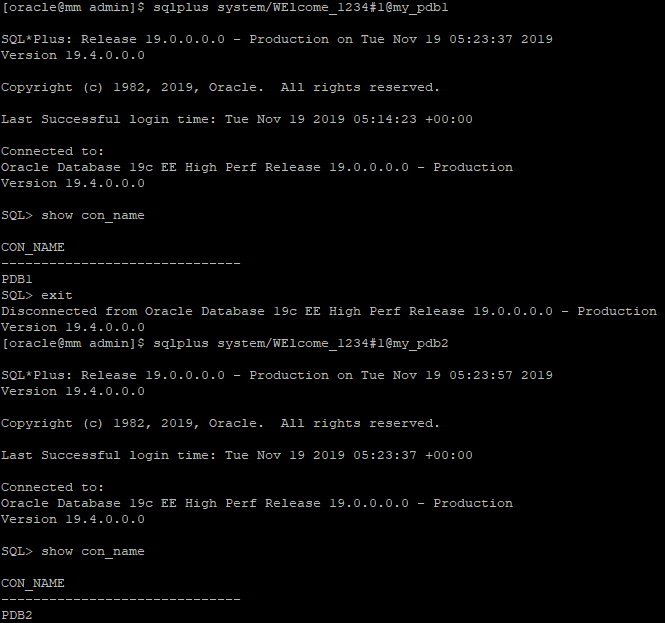 [oracle@mm admin]$ sqlplus system/WElcome_1234#1@my_pdb1
SQL*Plus: Release 19.0.0.0.0 - Production on Tue Nov 19 05:23:37 2019
Version 19.4.0.0.0
Copyright (c) 1982, 2019, Oracle.  All rights reserved.
Last Successful login time: Tue Nov 19 2019 05:14:23 +00:00
Connected to:
Oracle Database 19c EE High Perf Release 19.0.0.0.0 - Production
Version 19.4.0.0.0
SQL> show con_name
CON_NAME
------------------------------
PDB1
SQL> exit
Disconnected from Oracle Database 19c EE High Perf Release 19.0.0.0.0 - Production
Version 19.4.0.0.0
[oracle@mm admin]$ sqlplus system/WElcome_1234#1@my_pdb2
SQL*Plus: Release 19.0.0.0.0 - Production on Tue Nov 19 05:23:57 2019
Version 19.4.0.0.0
Copyright (c) 1982, 2019, Oracle.  All rights reserved.
Last Successful login time: Tue Nov 19 2019 05:23:37 +00:00
Connected to:
Oracle Database 19c EE High Perf Release 19.0.0.0.0 - Production
Version 19.4.0.0.0
SQL> show con_name
CON_NAME
------------------------------
PDB2